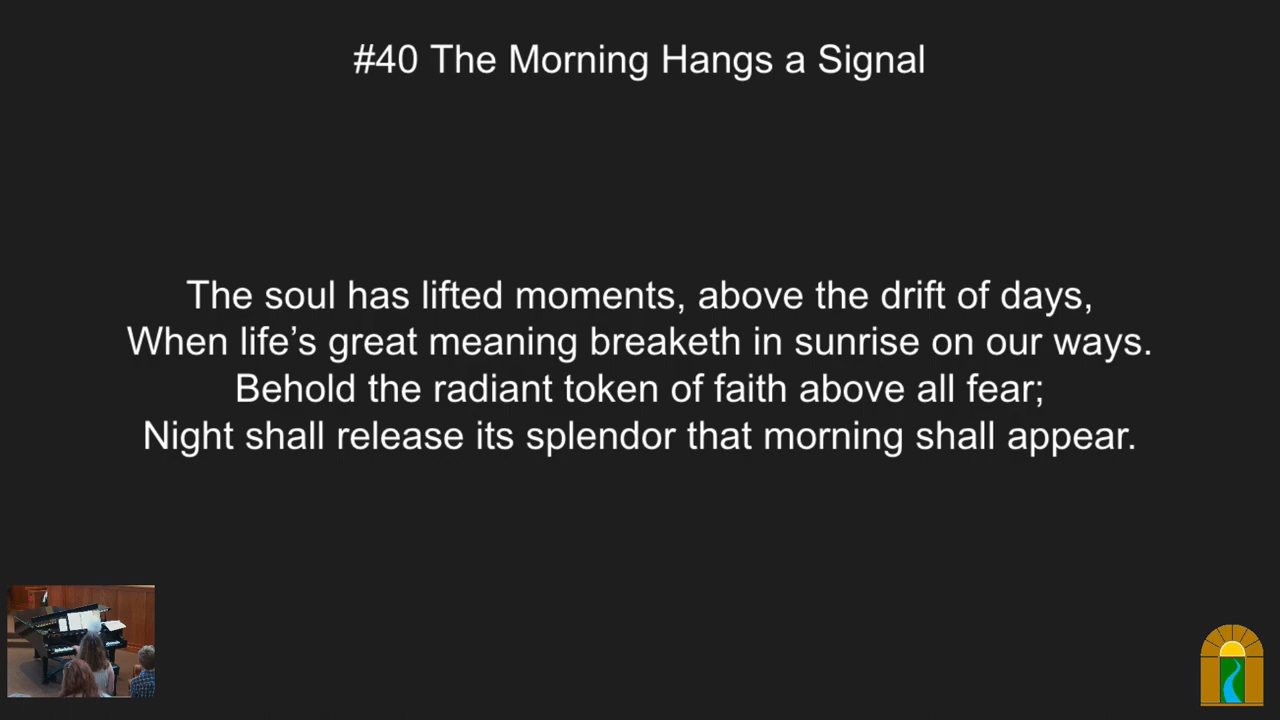 #40 The Morning Hangs a Signal
The soul has lifted moments, above the drift of days,
When life’s great meaning breaketh in sunrise on our ways.
Behold the radiant token of faith above all fear;
Night shall release its splendor that morning shall appear.